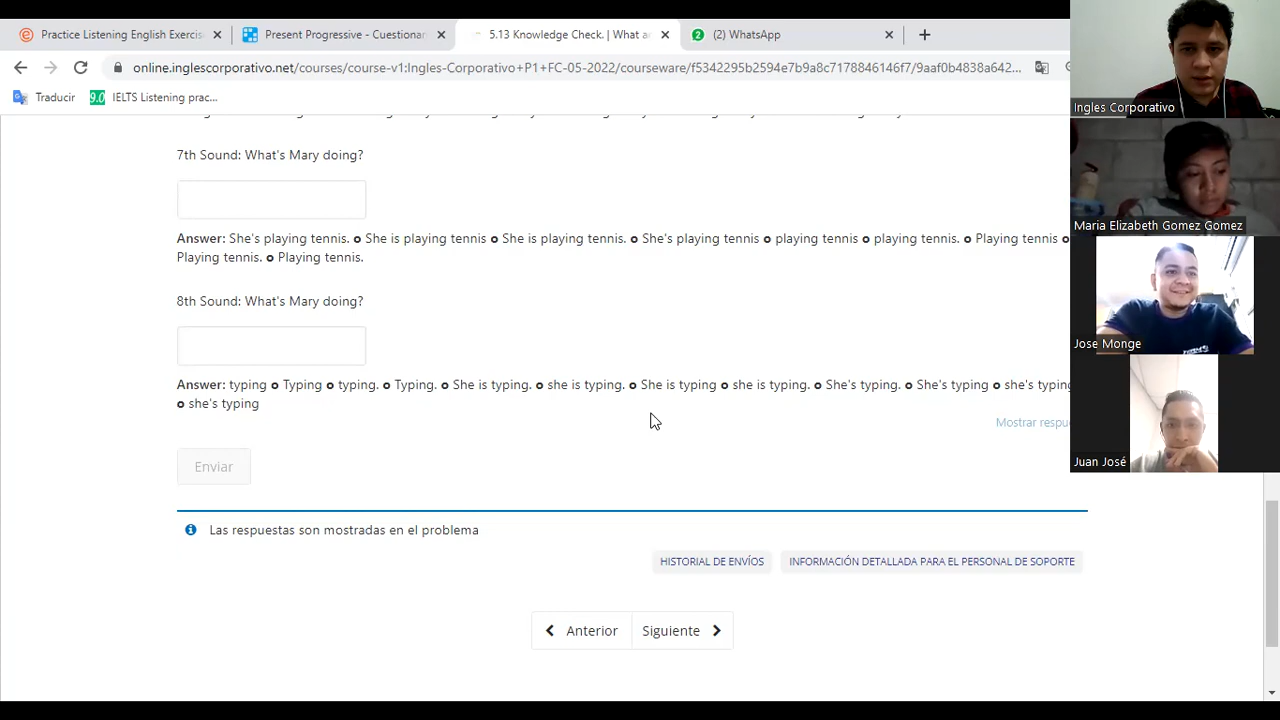 Practice Listening English Exercis
Present Progressive - Cuestionar
5.13 Knowledge Check. | What a
(2) WhatsApp
online.inglescorporativo.net/courses/course-v1:Ingles-Corporativo+P1+FC-05-2022/courseware/f5342295b2594e7b9a8c7178846146f7/9aaf0b4838a642...
Traducir
9.0 IELTS Listening prac...
7th Sound: What's Mary doing?
Answer: She's playing tennis. o she is playing tennis o She is playing tennis. o She's playing tennis o playing tennis o playing tennis. o Playing tennis o
Playing tennis. o Playing tennis.
8th Sound: What's Mary doing?
Answer: typing o Typing o typing. o Typing. o She is typing. o she is typing. o She is typing o she is typing. o She's typing. o She's typing o she's typing
o she's typing
Mostrar respu
Enviar
Las respuestas son mostradas en el problema
HISTORIAL DE ENVÍOS
INFORMACIÓN DETALLADA PARA EL PERSONAL DE SOPORTE
Anterior
Siguiente
Ingles Corporativo
Maria Elizabeth Gomez Gomez
Jose Monge
Juan José